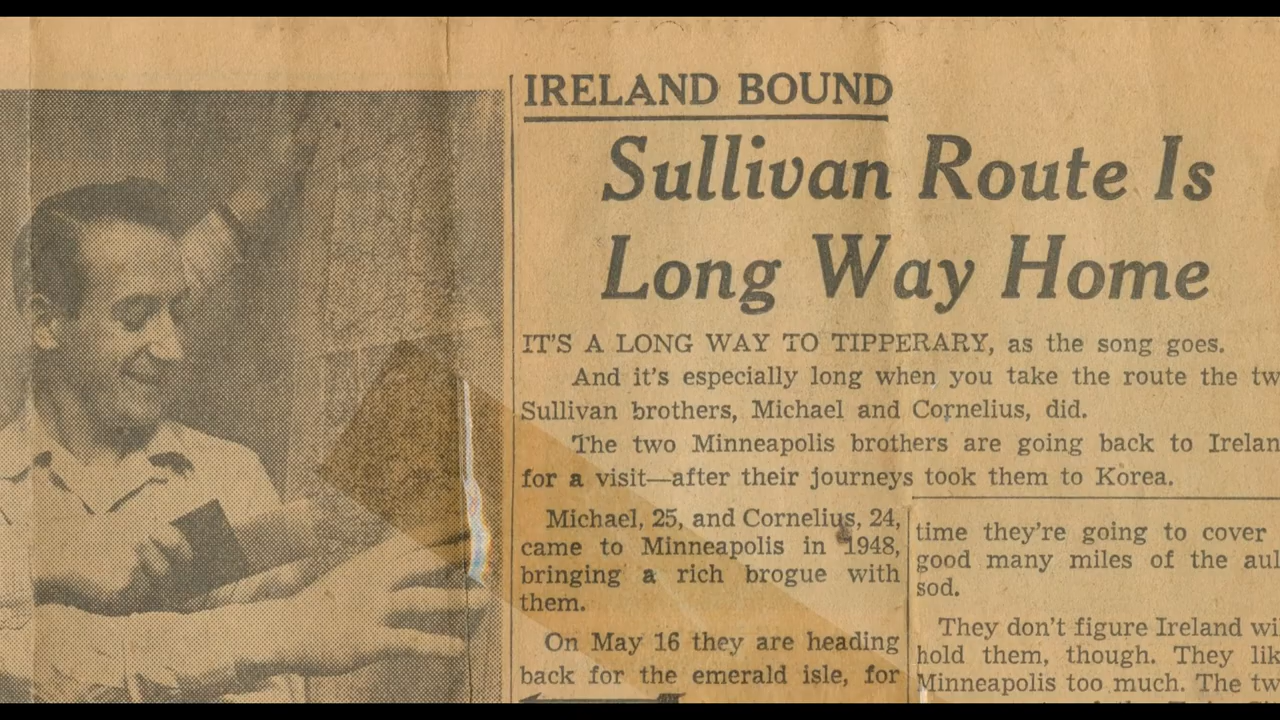 IRELAND BOUND
Sullivan Route Is
Long Way Home
IT'S A LONG WAY TO TIPPERARY, as the song goes.
And it's especially long when you take the route the tw
Sullivan brothers, Michael and Cornelius, did.
The two Minneapolis brothers are going back to Irelan
for a visit—after their journeys took them to Korea.
Michael, 25, and Cornelius, 24,
came to Minneapolis in 1948,
bringing a rich brogue with
them.
On May 16 they are heading
back for the emerald isle, for
time they're going to cover
good many miles of the aul
sod.
They don't figure Ireland wil
hold them, though. They lik
Minneapolis too much. The tw